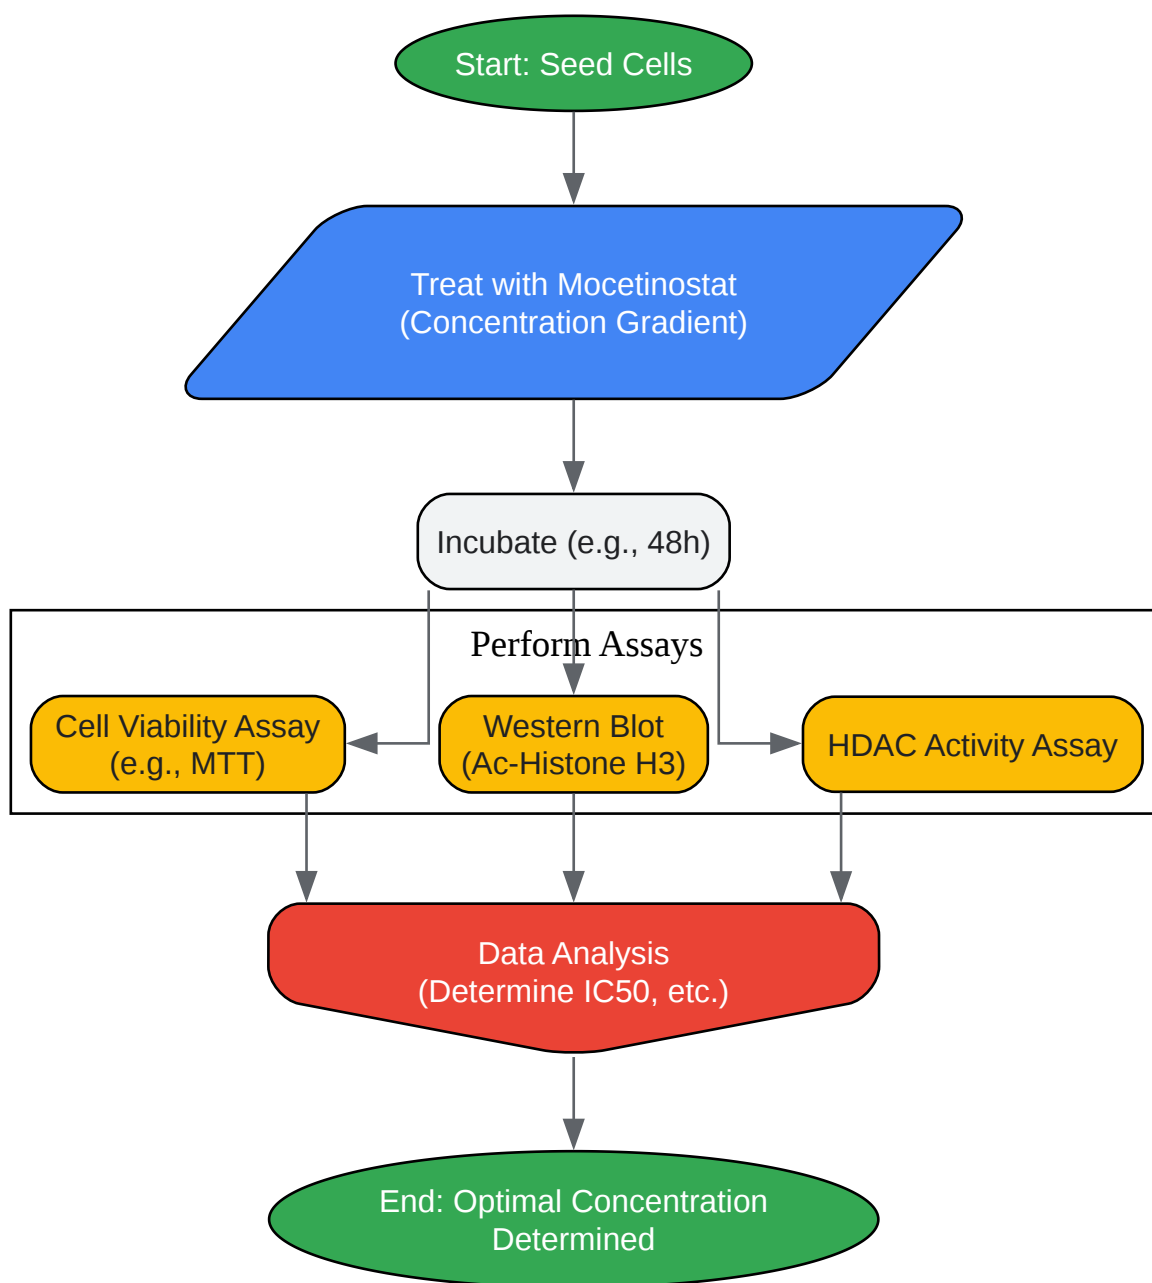 Start: Seed Cells
Treat with Mocetinostat
(Concentration Gradient)
Incubate (e.g., 48h)
Perform Assays
Cell Viability Assay
(e.g., MTT)
Western Blot
(Ac-Histone H3)
HDAC Activity Assay
Data Analysis
(Determine IC50, etc.)
End: Optimal Concentration
Determined